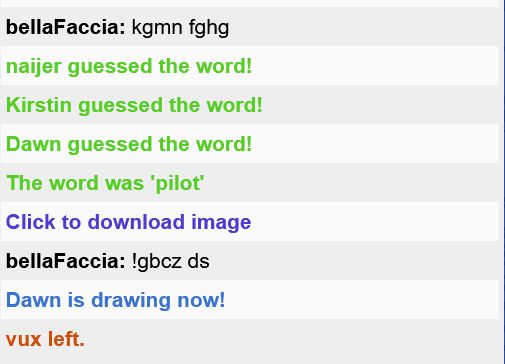 bellaFaccia: kgmn fghg
naijer guessed the word!
Kirstin guessed the word!
Dawn guessed the word!
The word was 'pilot'
Click to download image
bellaFaccia: !gbcz ds
Dawn is drawing now!
vux left.